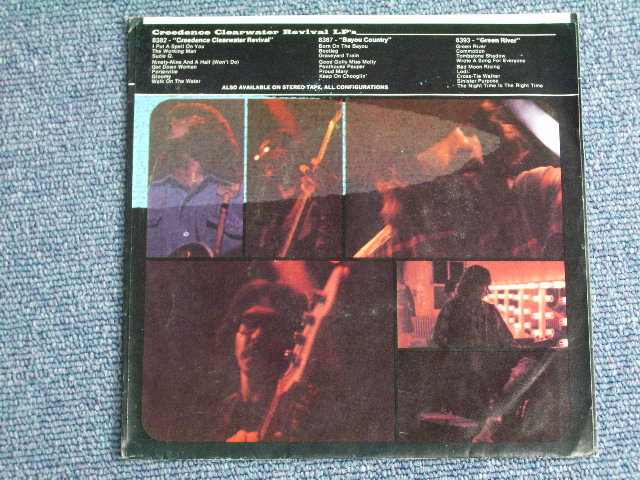 Creedence Clearwater Revival LP's
8382 - "Creedence Clearwater Revival"
I Put A Spell On You
The Working Man
Suzie Q.
Ninety-Nine And A Half (Won't Do)
Get Down Woman
Porterville
Gloomy
Walk On The Water
8387 - "Bayou Country"
Born On The Bayou
Bootleg
Graveyard Train
Good Golly Miss Molly
Penthouse Pauper
Proud Mary
Keep On Chooglin'
8393 - "Green River"
Green River
Commotion
Tombstone Shadow
Wrote A Song For Everyone
Bad Moon Rising
Lodi
Cross-Tie Walker
Sinister Purpose
The Night Time Is The Right Time
ALSO AVAILABLE ON STEREO TAPE, ALL CONFIGURATIONS